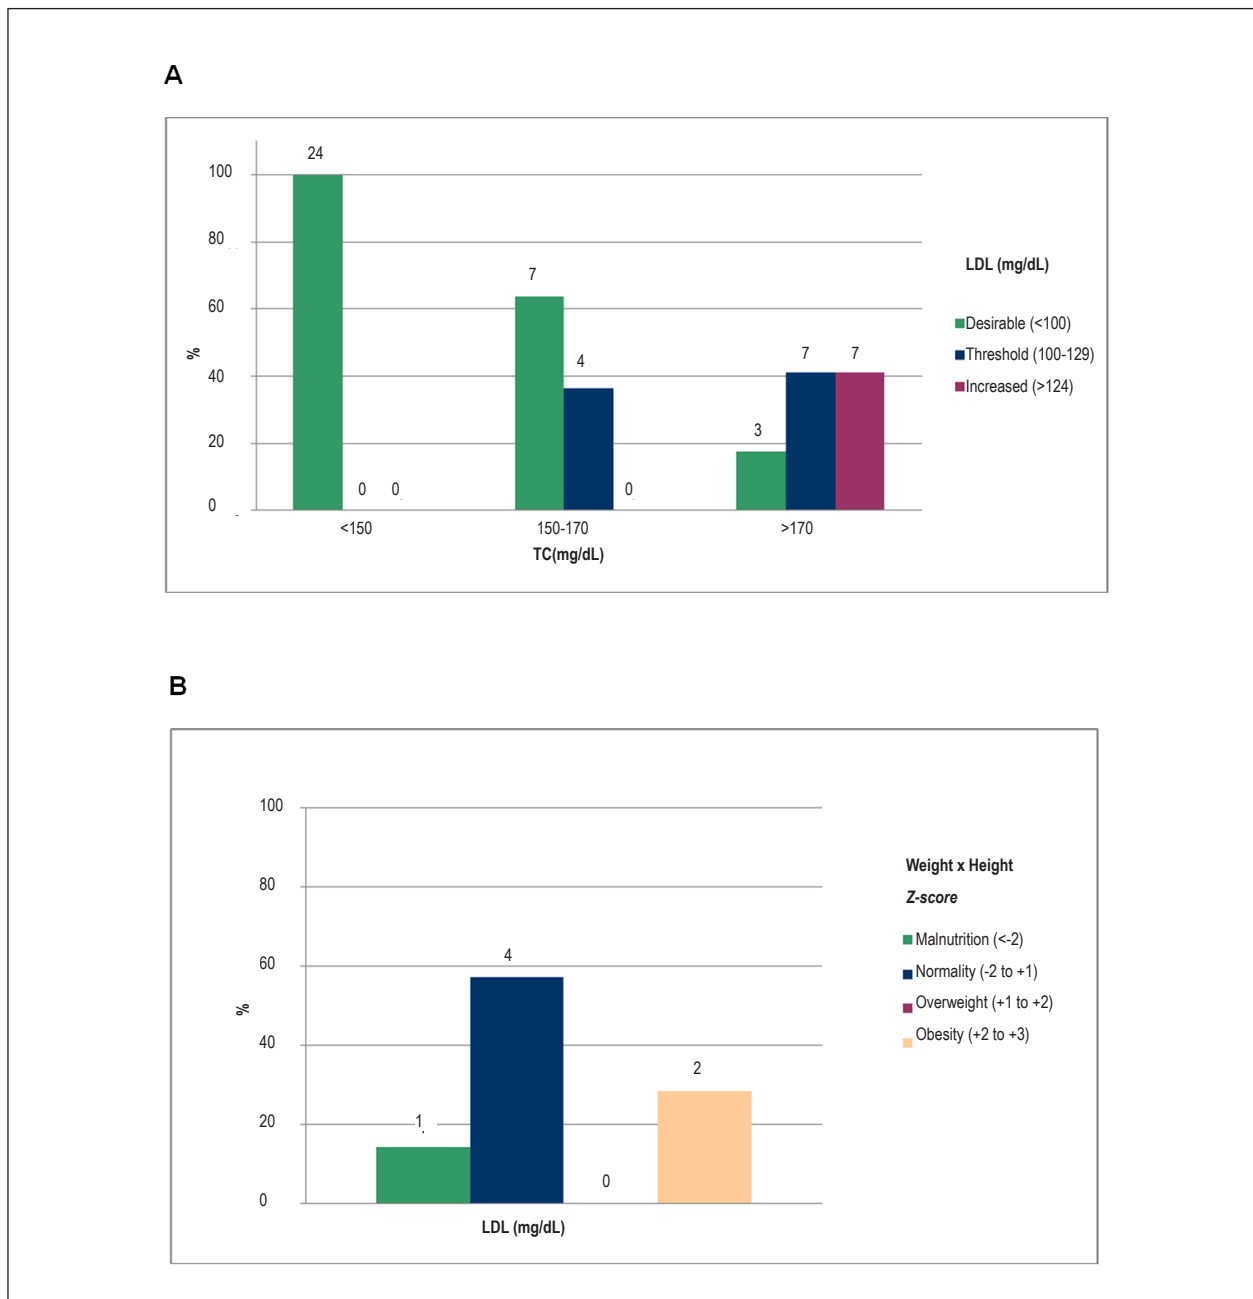 A
24
100
80
7
60
%
4
7
7
40
3
20
0
0
0
0
<150
150-170
>170
TC(mg/dL)
LDL (mg/dL)
Desirable (<100)
Threshold (100-129)
Increased (>124)
B
100
80
4
60
%
40
2
1
20
0
0
LDL (mg/dL)
Weight x Height
Z-score
Malnutrition (<-2)
Normality (-2 to +1)
Overweight (+1 to +2)
Obesity (+2 to +3)